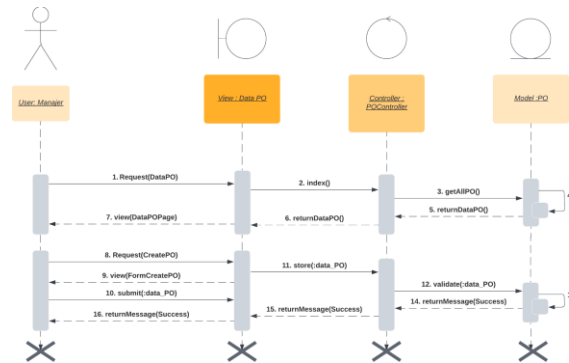 User: Manajer
View : Data PO
Controller :
POController
Model :PO
1. Request(DataPO)
2. index()
3. getAllPO()
5. returnDataPO()
6. returnDataPO()
7. view(DataPOPage)
8. Request(CreatePO)
9. view(FormCreatePO)
10. submit(:data_PO)
11. store(:data_PO)
12. validate(:data_PO)
14. returnMessage(Success)
15. returnMessage(Success)
16. returnMessage(Success)